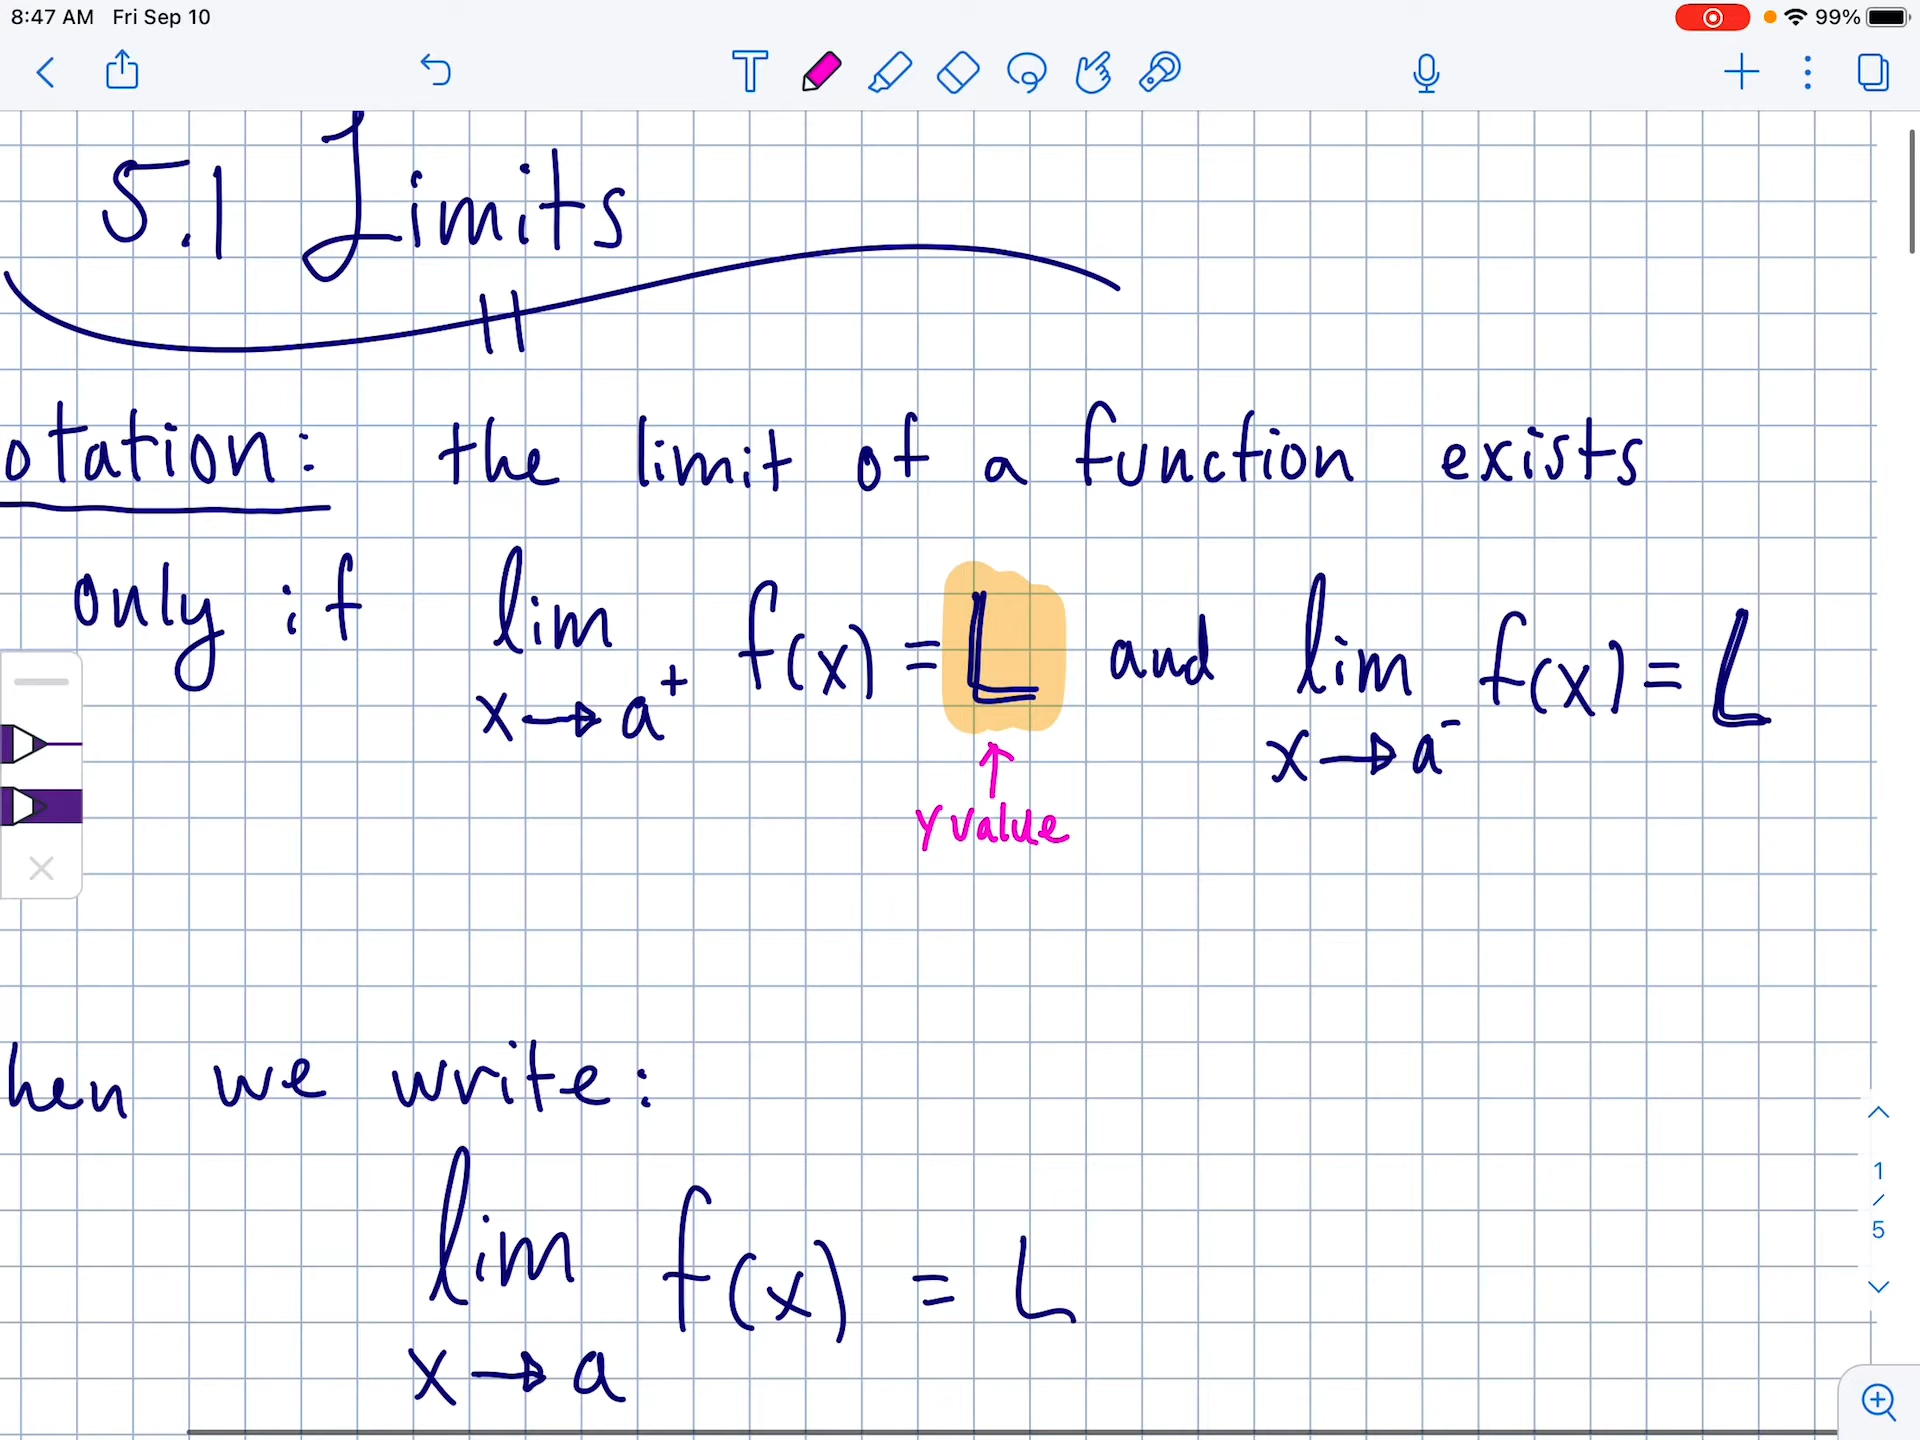 8:47 AM Fri Sep 10 99%
T
5.1 Limits
otation: the limit of a function exists
only if lim x→a⁺ f(x) = L and lim x→a⁻ f(x) = L
↑
y value
hen we write:
lim x→a f(x) = L
1
/
5